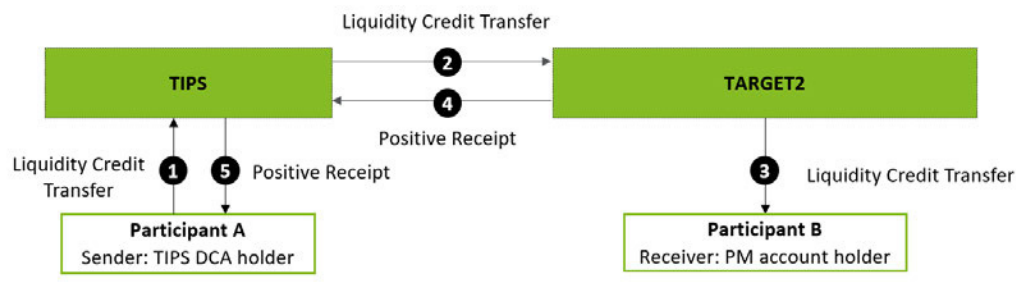 Liquidity Credit Transfer
2
TIPS
TARGET2
4
Positive Receipt
Liquidity Credit
Transfer
1
5
Positive Receipt
3
Liquidity Credit Transfer
Participant A
Sender: TIPS DCA holder
Participant B
Receiver: PM account holder